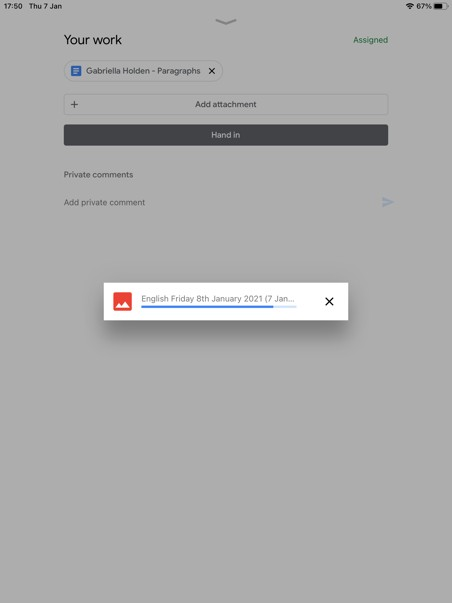 17:50 Thu 7 Jan 67%
Your work Assigned
Gabriella Holden - Paragraphs
Add attachment
Hand in
Private comments
Add private comment
English Friday 8th January 2021 (7 Jan...